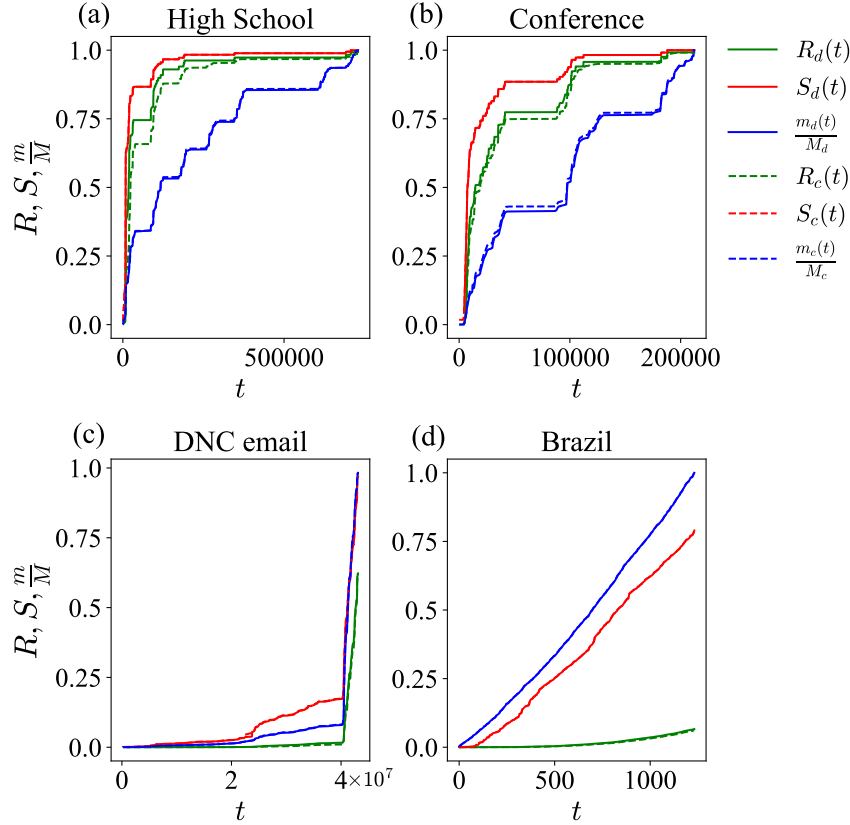 (a) High School
(b) Conference
R, S, m/M
1.0
0.75
0.5
0.25
0.0
0 500000
t
1.0
0.75
0.5
0.25
0.0
0 100000 200000
t
R_d(t)
S_d(t)
m_d(t)/M_d
R_c(t)
S_c(t)
m_c(t)/M_c
(c) DNC email
(d) Brazil
R, S, m/M
1.0
0.75
0.5
0.25
0.0
0 2 4×10⁷
t
1.0
0.75
0.5
0.25
0.0
0 500 1000
t